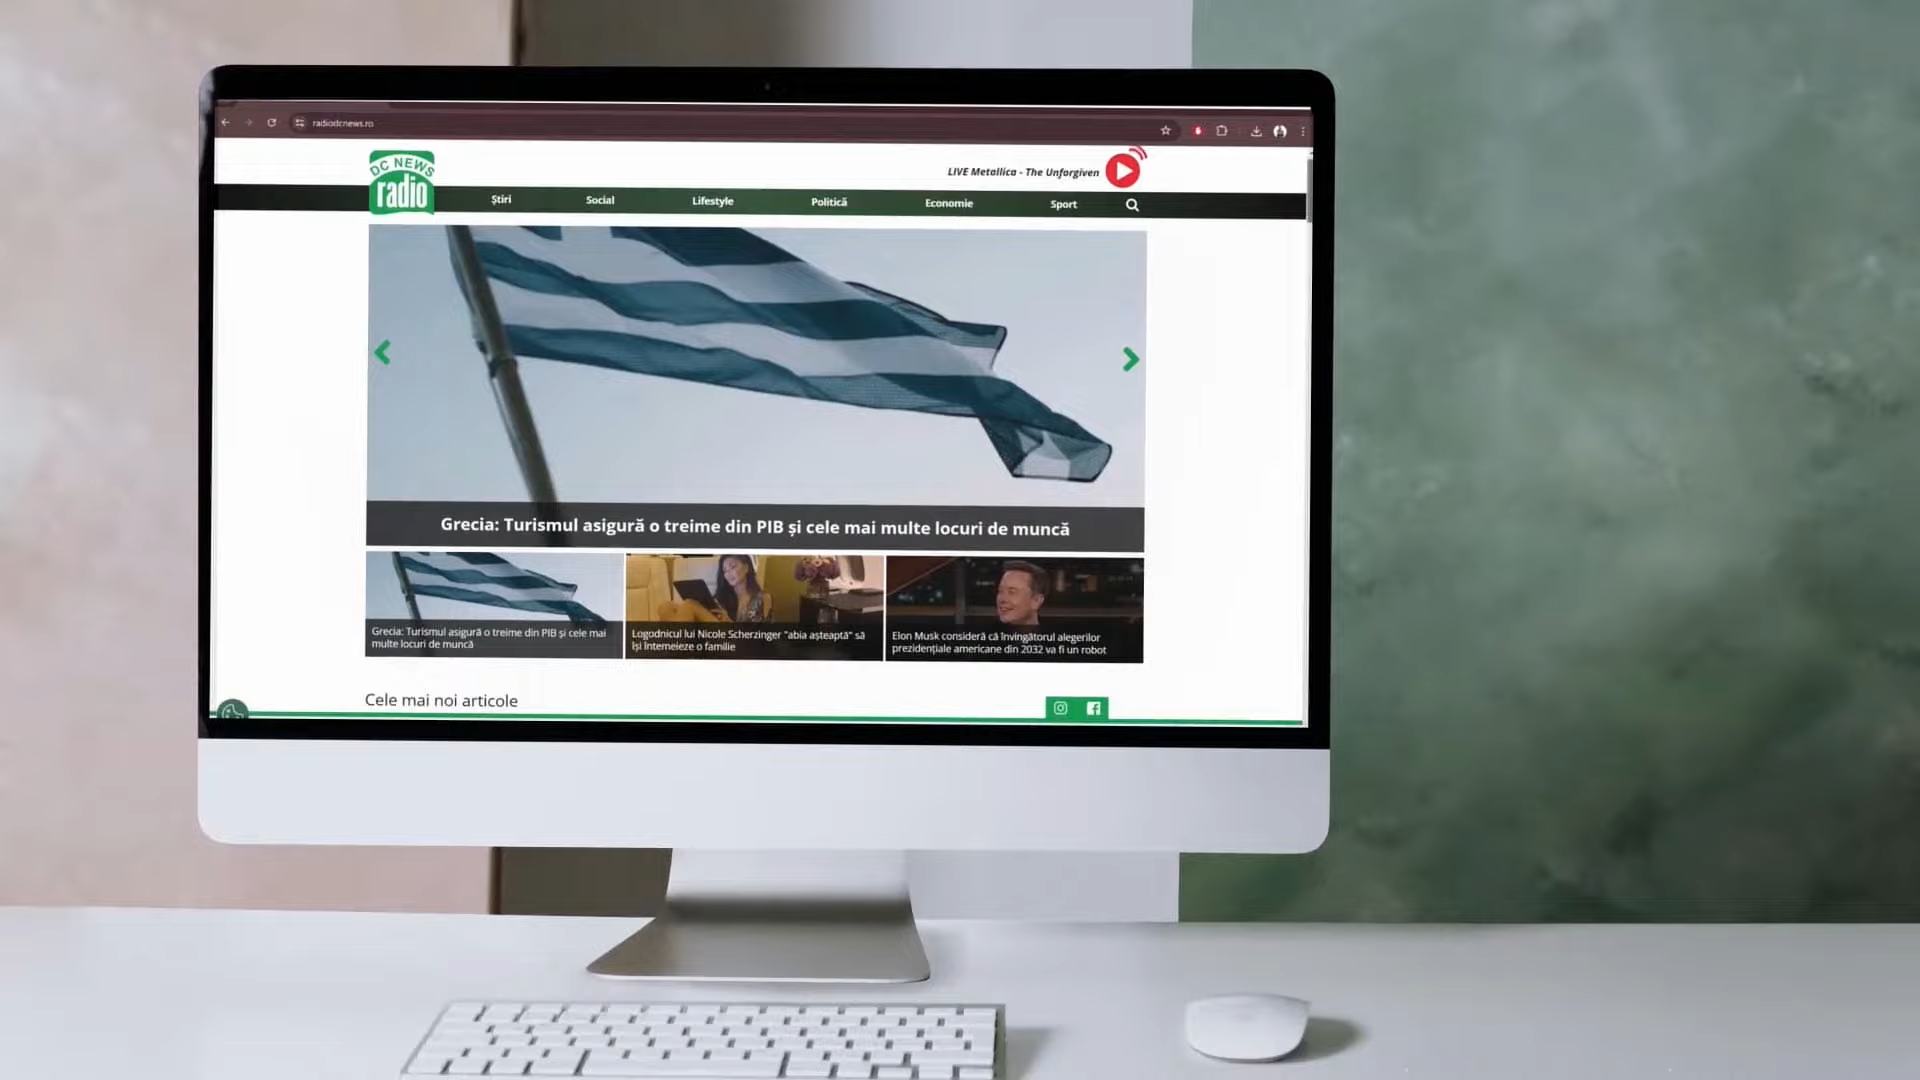 radiodcnews.ro
DC NEWS
radio
LIVE Metallica - The Unforgiven
Știri Social Lifestyle Politică Economie Sport
Grecia: Turismul asigură o treime din PIB și cele mai multe locuri de muncă
Grecia: Turismul asigură o treime din PIB și cele mai
multe locuri de muncă
Logodnicul lui Nicole Scherzinger "abia așteaptă" să
își întemeieze o familie
Elon Musk consideră că învingătorul alegerilor
prezidențiale americane din 2032 va fi un robot
Cele mai noi articole